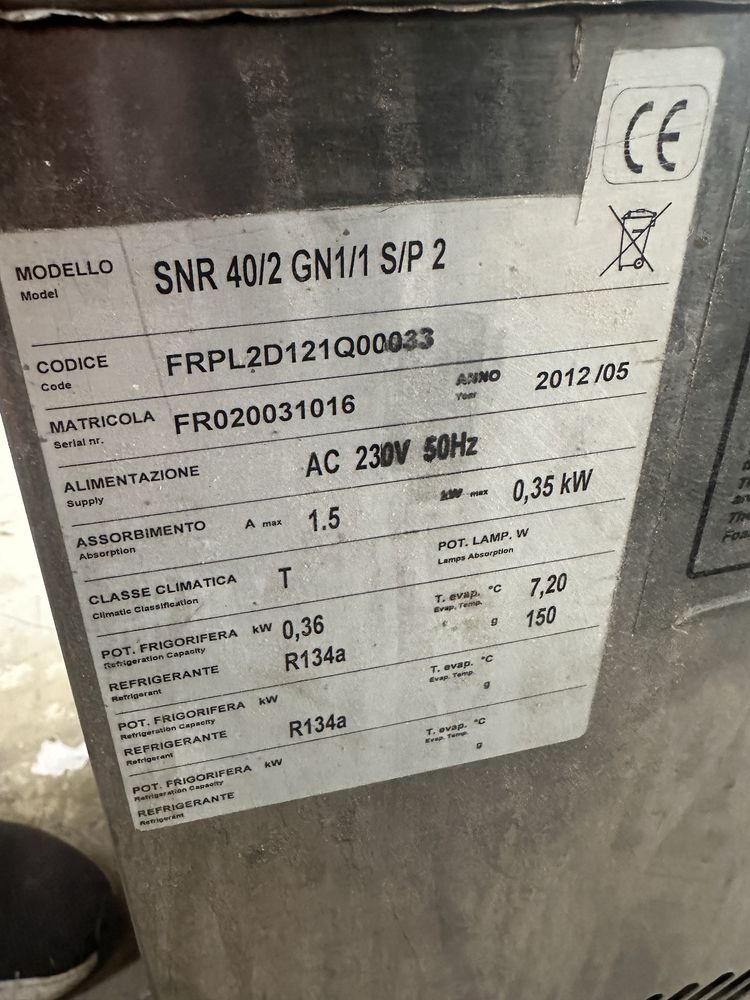 CE
MODELLO SNR 40/2 GN1/1 S/P 2
Model
CODICE FRPL2D121Q00033
Code
MATRICOLA FR020031016 ANNO 2012/05
Serial nr. Year
ALIMENTAZIONE AC 230V 50Hz
Supply
ASSORBIMENTO A max 1.5 kW max 0,35 kW
Absorption
CLASSE CLIMATICA T POT. LAMP. W
Climatic Classification Lamps Absorption
POT. FRIGORIFERA kW 0,36 T. evap. °C 7,20
Refrigeration Capacity Evap. Temp.
REFRIGERANTE R134a g 150
Refrigerant
POT. FRIGORIFERA kW T. evap. °C
Refrigeration Capacity Evap. Temp.
REFRIGERANTE R134a g
Refrigerant
POT. FRIGORIFERA kW T. evap. °C
Refrigeration Capacity Evap. Temp.
REFRIGERANTE g
Refrigerant